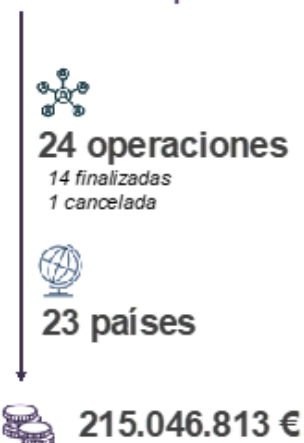 24 operaciones
14 finalizadas
1 cancelada
23 países
215.046.813 €